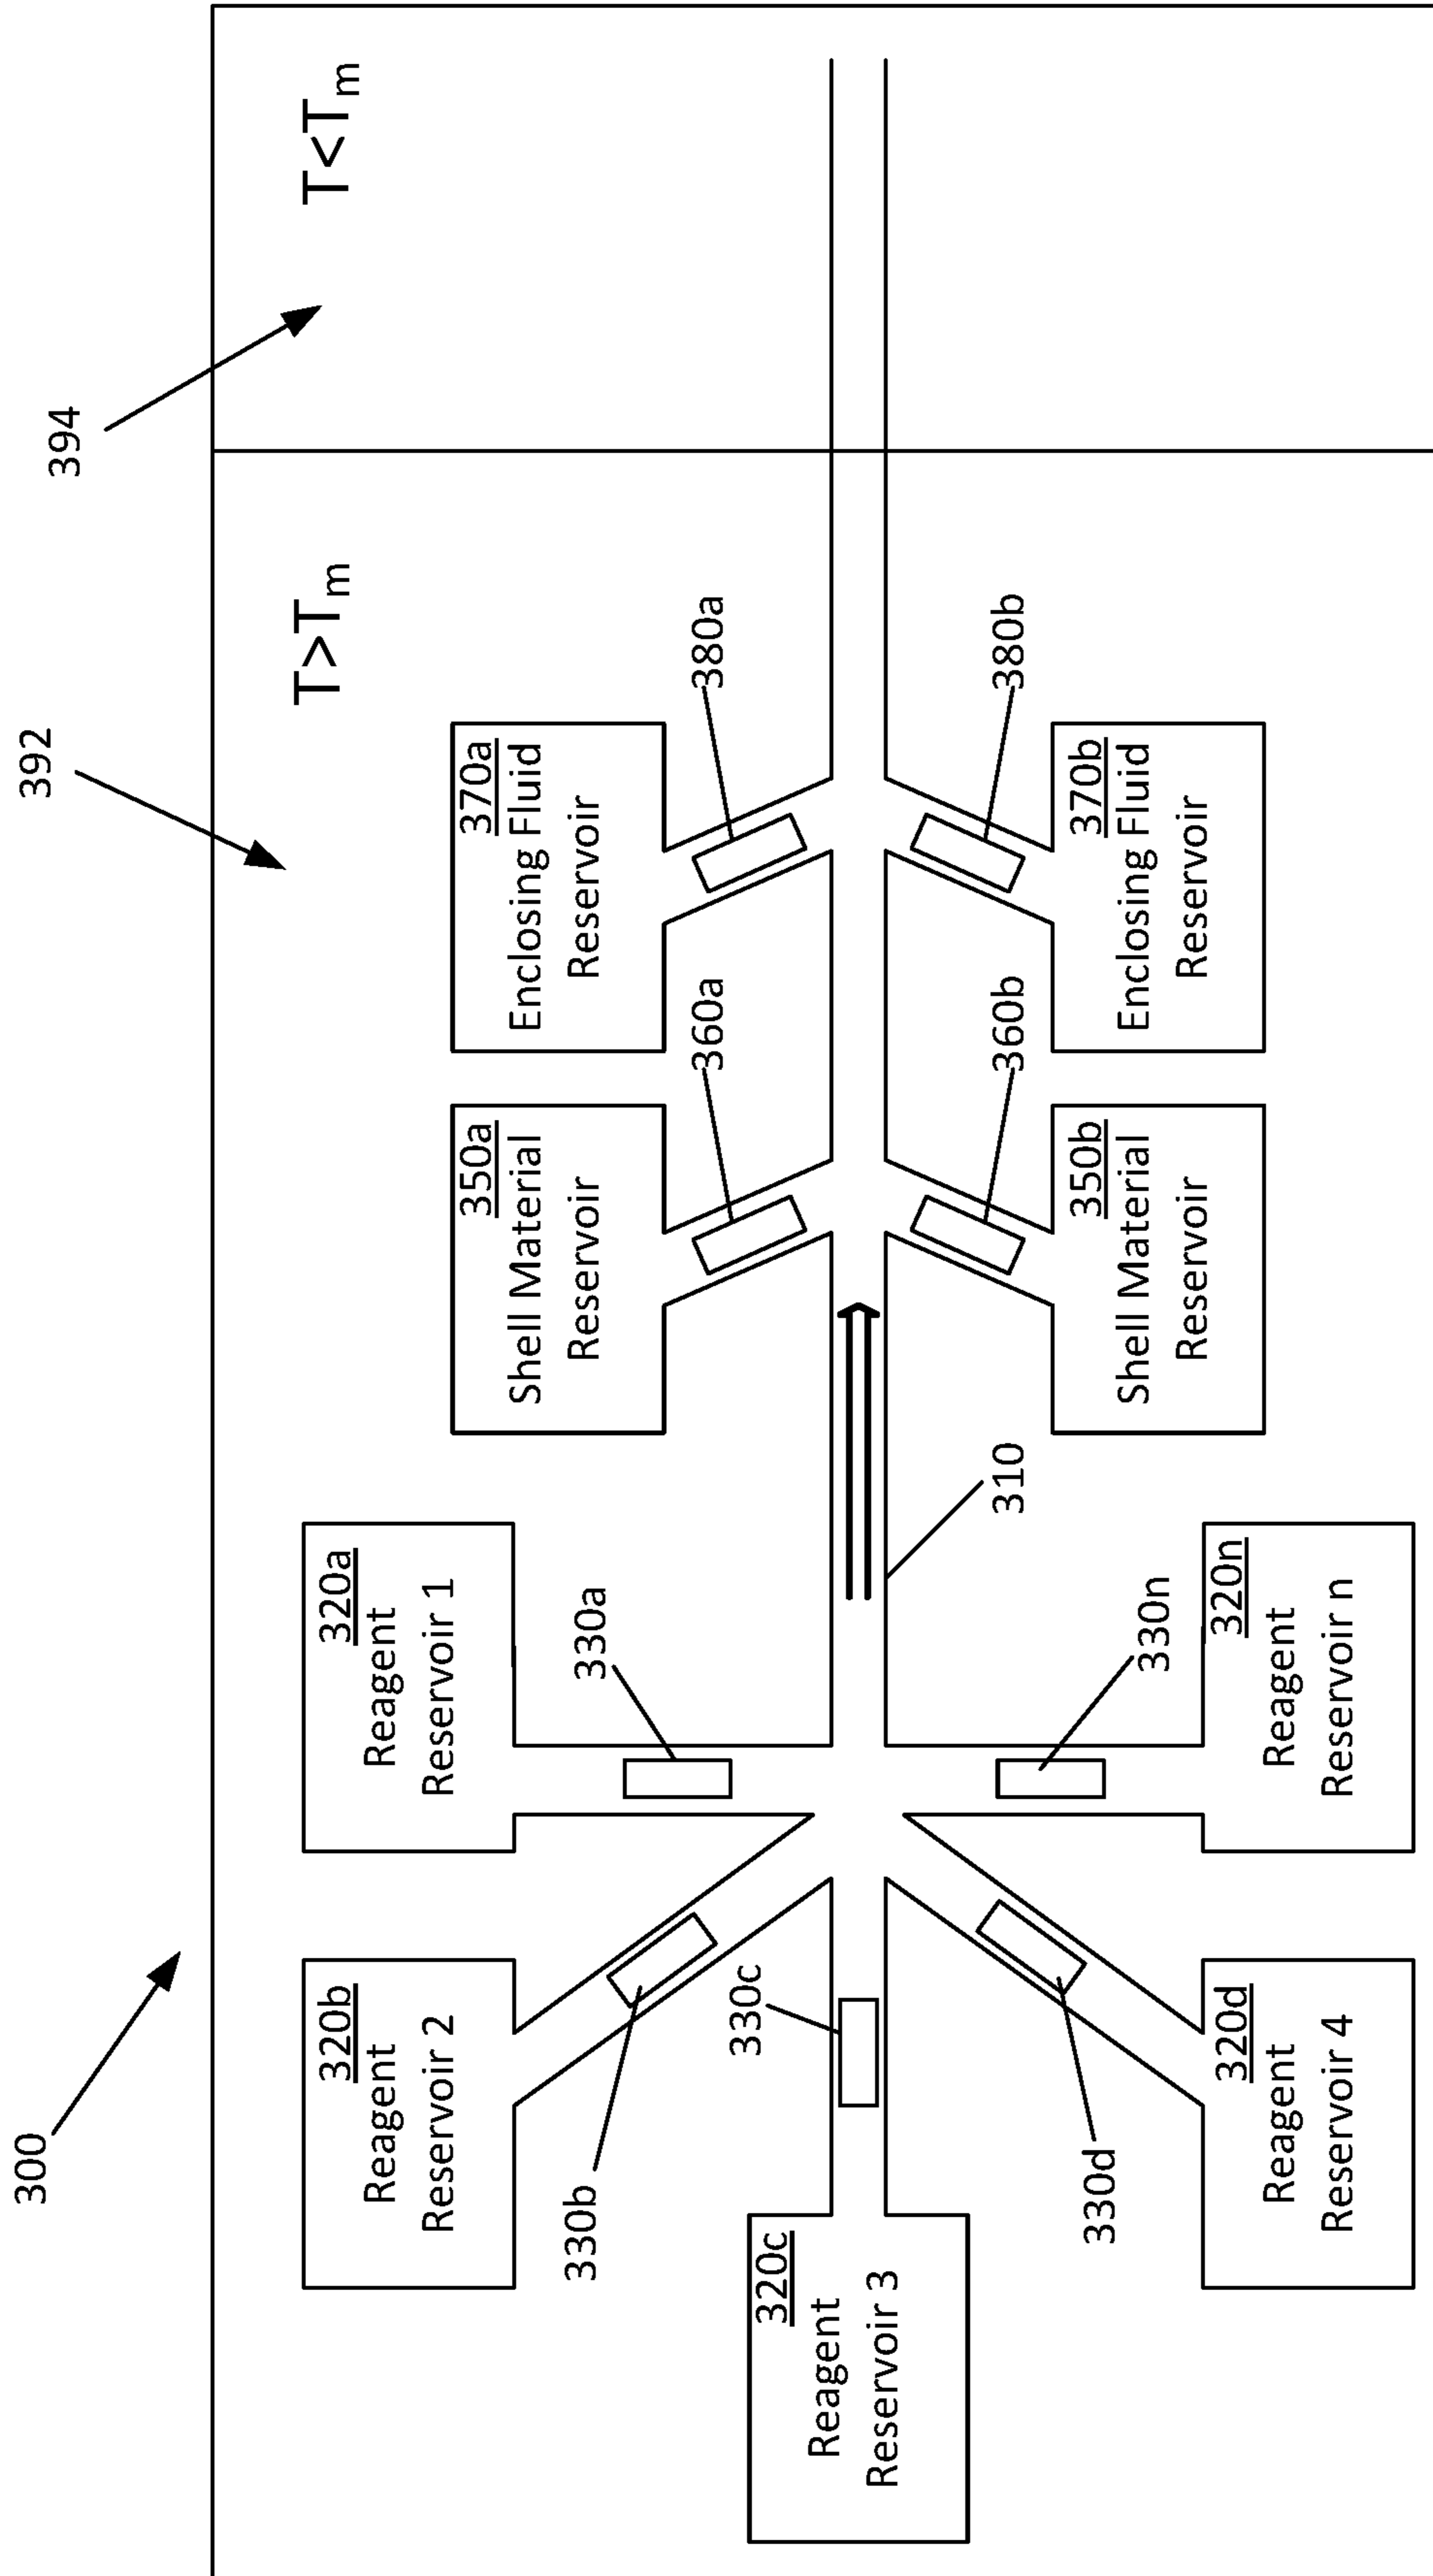 300
392
394
T>Tm
T<Tm
320b
Reagent
Reservoir 2
320a
Reagent
Reservoir 1
350a
Shell Material
Reservoir
370a
Enclosing Fluid
Reservoir
330b
330a
360a
380a
320c
Reagent
Reservoir 3
330c
310
330d
330n
360b
380b
320d
Reagent
Reservoir 4
320n
Reagent
Reservoir n
350b
Shell Material
Reservoir
370b
Enclosing Fluid
Reservoir